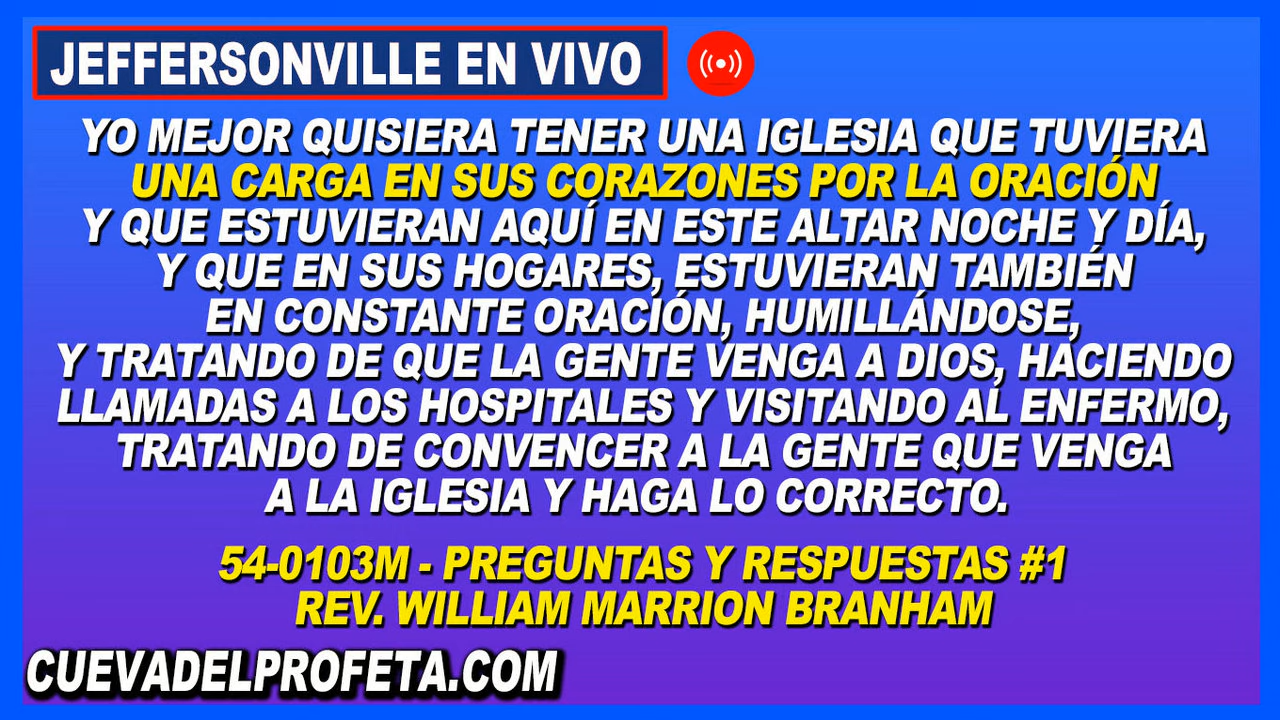 JEFFERSONVILLE EN VIVO
YO MEJOR QUISIERA TENER UNA IGLESIA QUE TUVIERA
UNA CARGA EN SUS CORAZONES POR LA ORACIÓN
Y QUE ESTUVIERAN AQUÍ EN ESTE ALTAR NOCHE Y DÍA,
Y QUE EN SUS HOGARES, ESTUVIERAN TAMBIÉN
EN CONSTANTE ORACIÓN, HUMILLÁNDOSE,
Y TRATANDO DE QUE LA GENTE VENGA A DIOS, HACIENDO
LLAMADAS A LOS HOSPITALES Y VISITANDO AL ENFERMO,
TRATANDO DE CONVENCER A LA GENTE QUE VENGA
A LA IGLESIA Y HAGA LO CORRECTO.
54-0103M - PREGUNTAS Y RESPUESTAS #1
REV. WILLIAM MARRION BRANHAM
CUEVADELPROFETA.COM